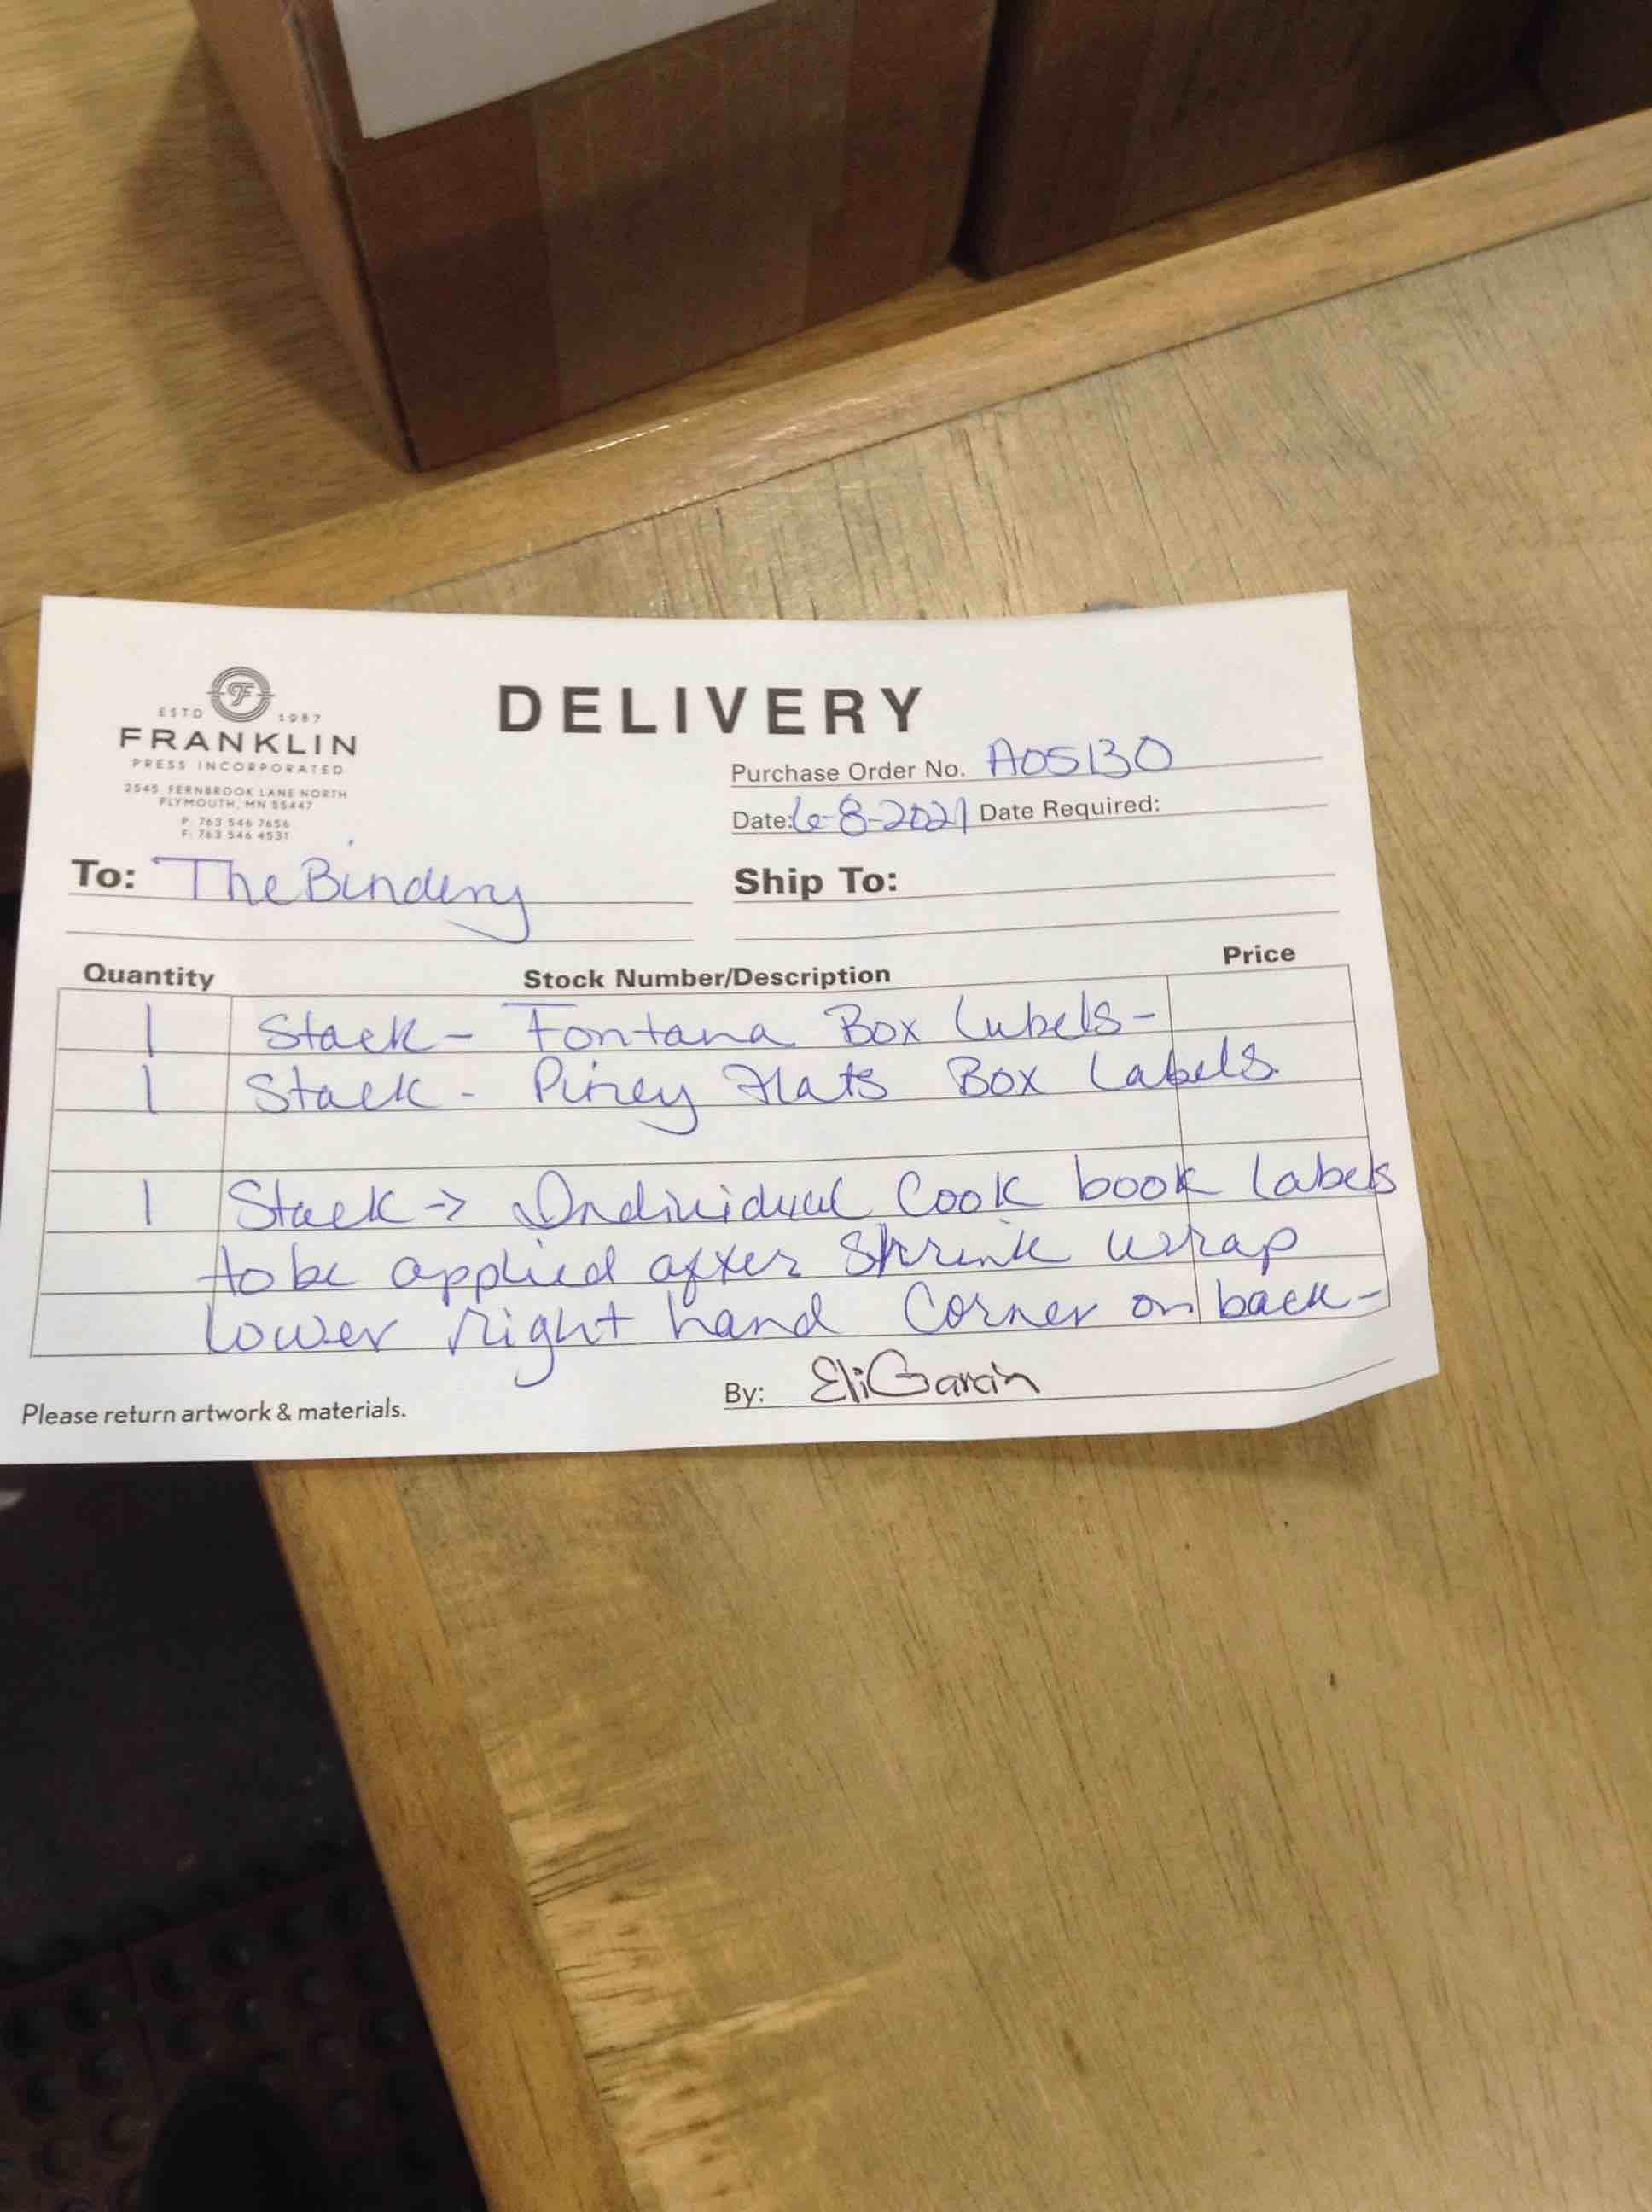 F
ESTD 1987
FRANKLIN
PRESS INCORPORATED
2545 FERNBROOK LANE NORTH
PLYMOUTH, MN 55447
P: 763 546 7656
F: 763 546 4531
DELIVERY
Purchase Order No. A05130
Date: 6-8-2021 Date Required:
To: The Bindery
Ship To:
Quantity Stock Number/Description Price
1 Stack - Fontana Box Labels -
1 Stack - Piney Flats Box Labels.
1 Stack → Individual Cook book labels
to be applied after Shrink wrap
lower right hand Corner on back -
Please return artwork & materials.
By: Eli Garcia